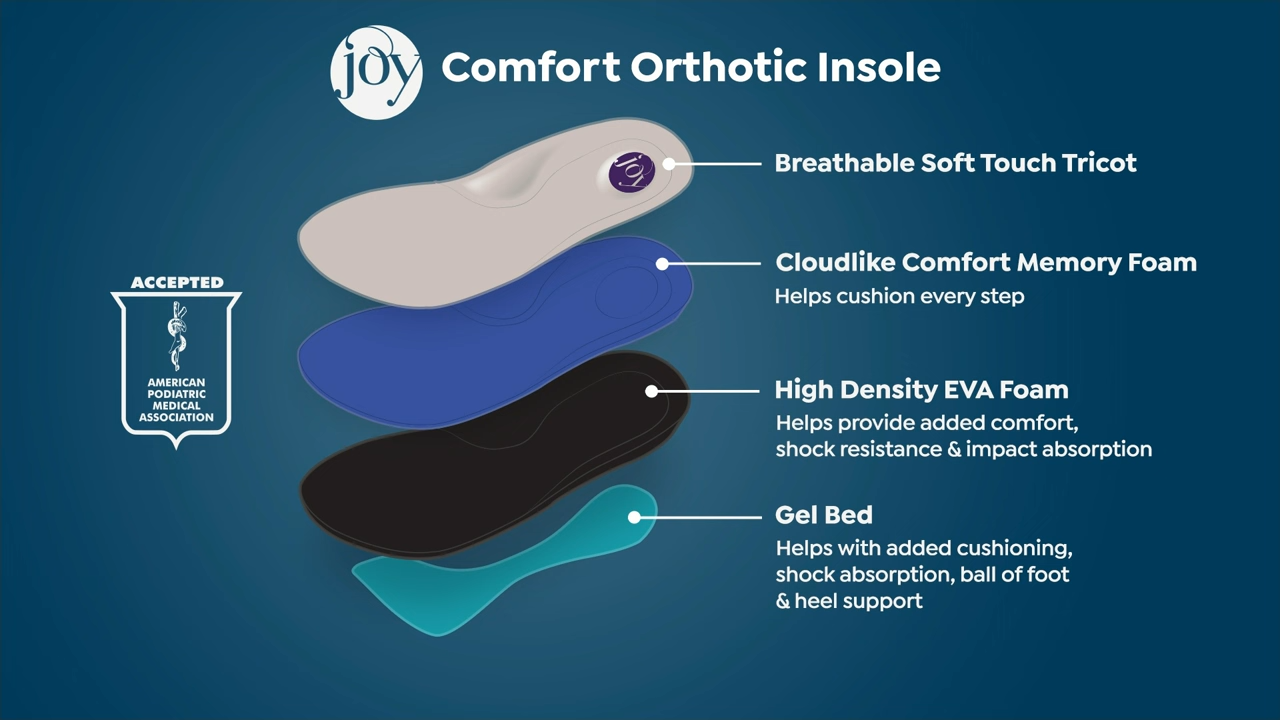 joy Comfort Orthotic Insole
joy
Breathable Soft Touch Tricot
Cloudlike Comfort Memory Foam
Helps cushion every step
ACCEPTED
AMERICAN
PODIATRIC
MEDICAL
ASSOCIATION
High Density EVA Foam
Helps provide added comfort,
shock resistance & impact absorption
Gel Bed
Helps with added cushioning,
shock absorption, ball of foot
& heel support